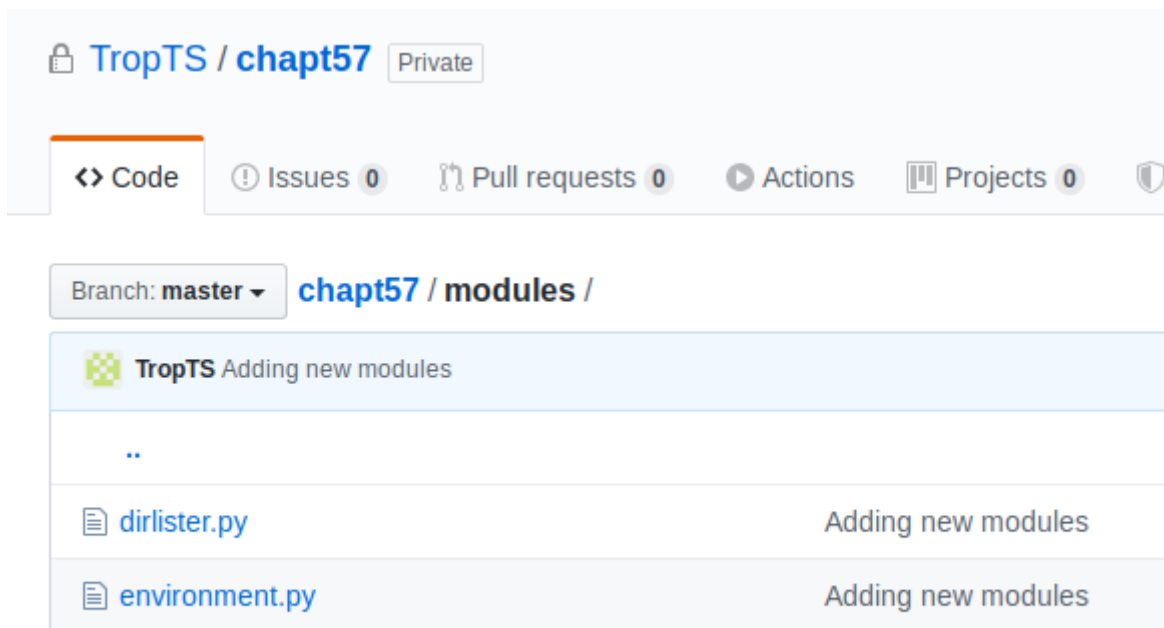 TropTS / chapt57 Private
<> Code Issues 0 Pull requests 0 Actions Projects 0
Branch: master chapt57 / modules /
TropTS Adding new modules
..
dirlister.py Adding new modules
environment.py Adding new modules